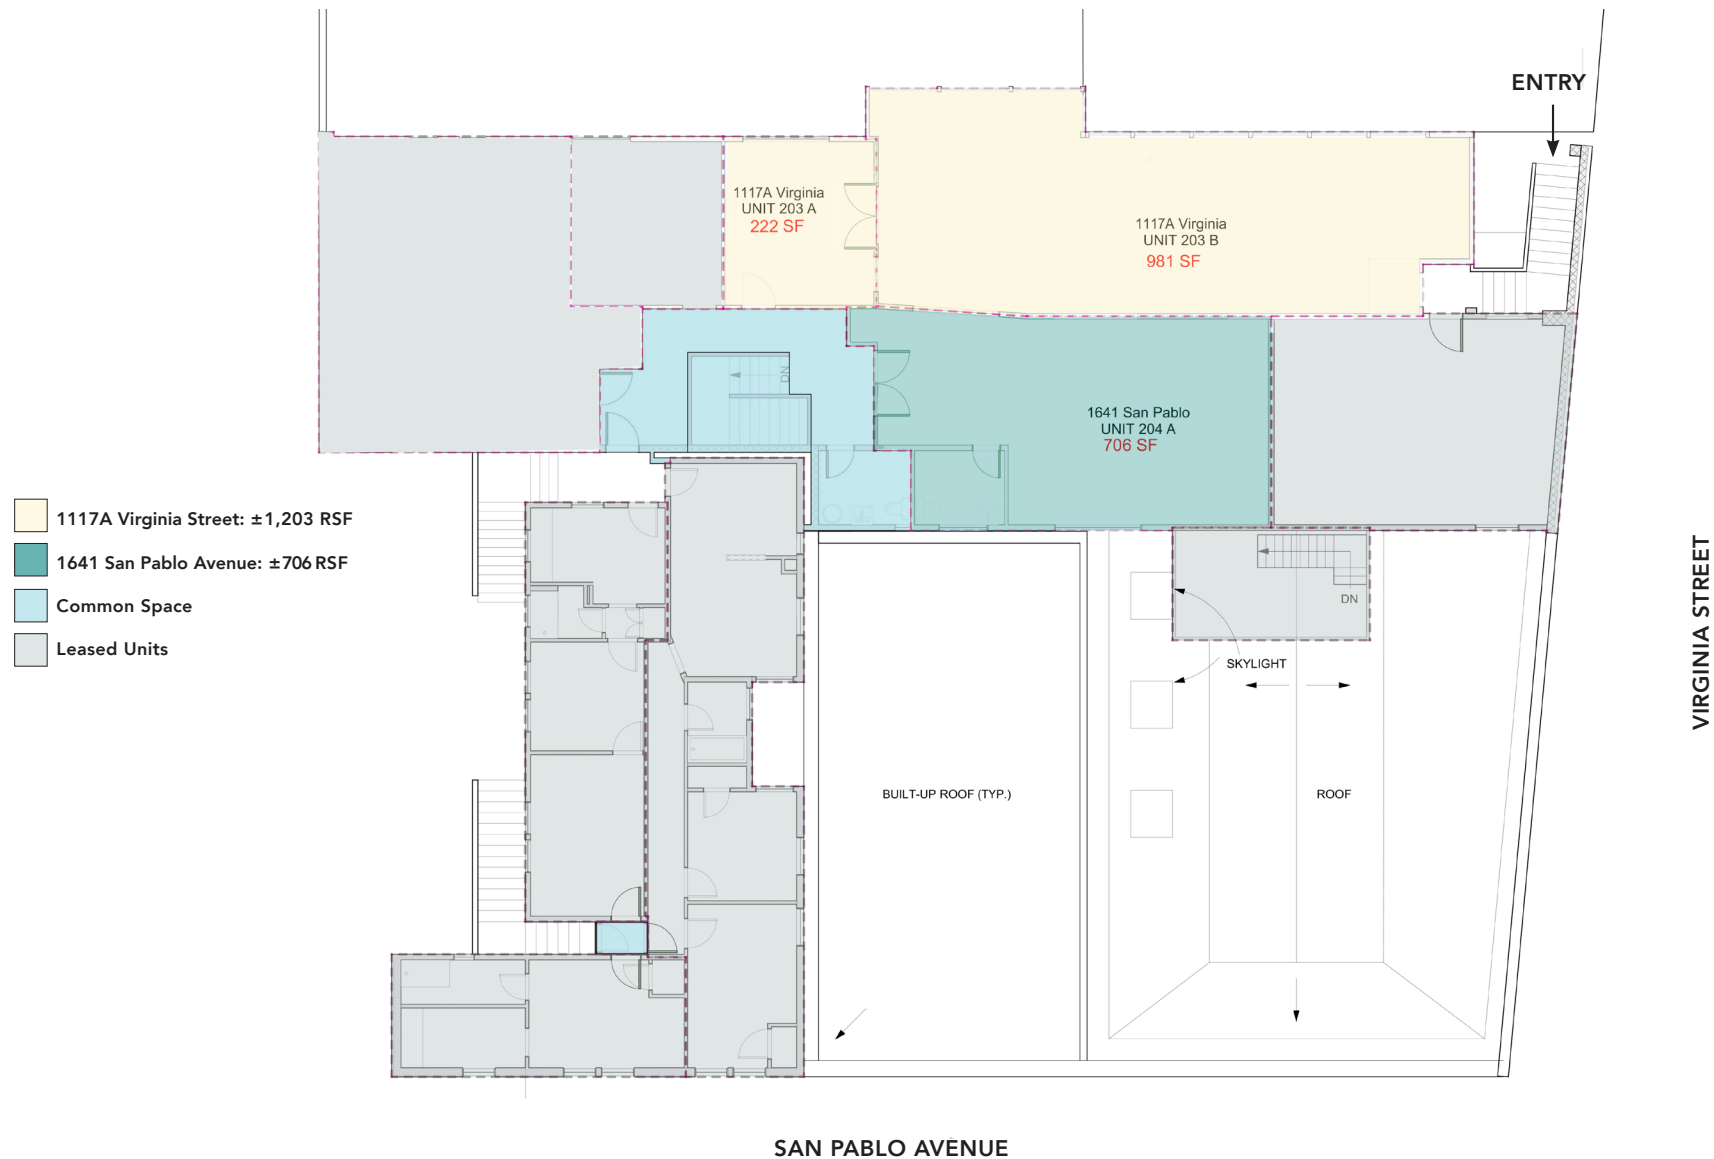 ENTRY
1117A Virginia
UNIT 203 A
222 SF
1117A Virginia
UNIT 203 B
981 SF
DN
1641 San Pablo
UNIT 204 A
706 SF
1117A Virginia Street: ±1,203 RSF
1641 San Pablo Avenue: ±706 RSF
Common Space
Leased Units
DN
SKYLIGHT
BUILT-UP ROOF (TYP.)
ROOF
VIRGINIA STREET
SAN PABLO AVENUE